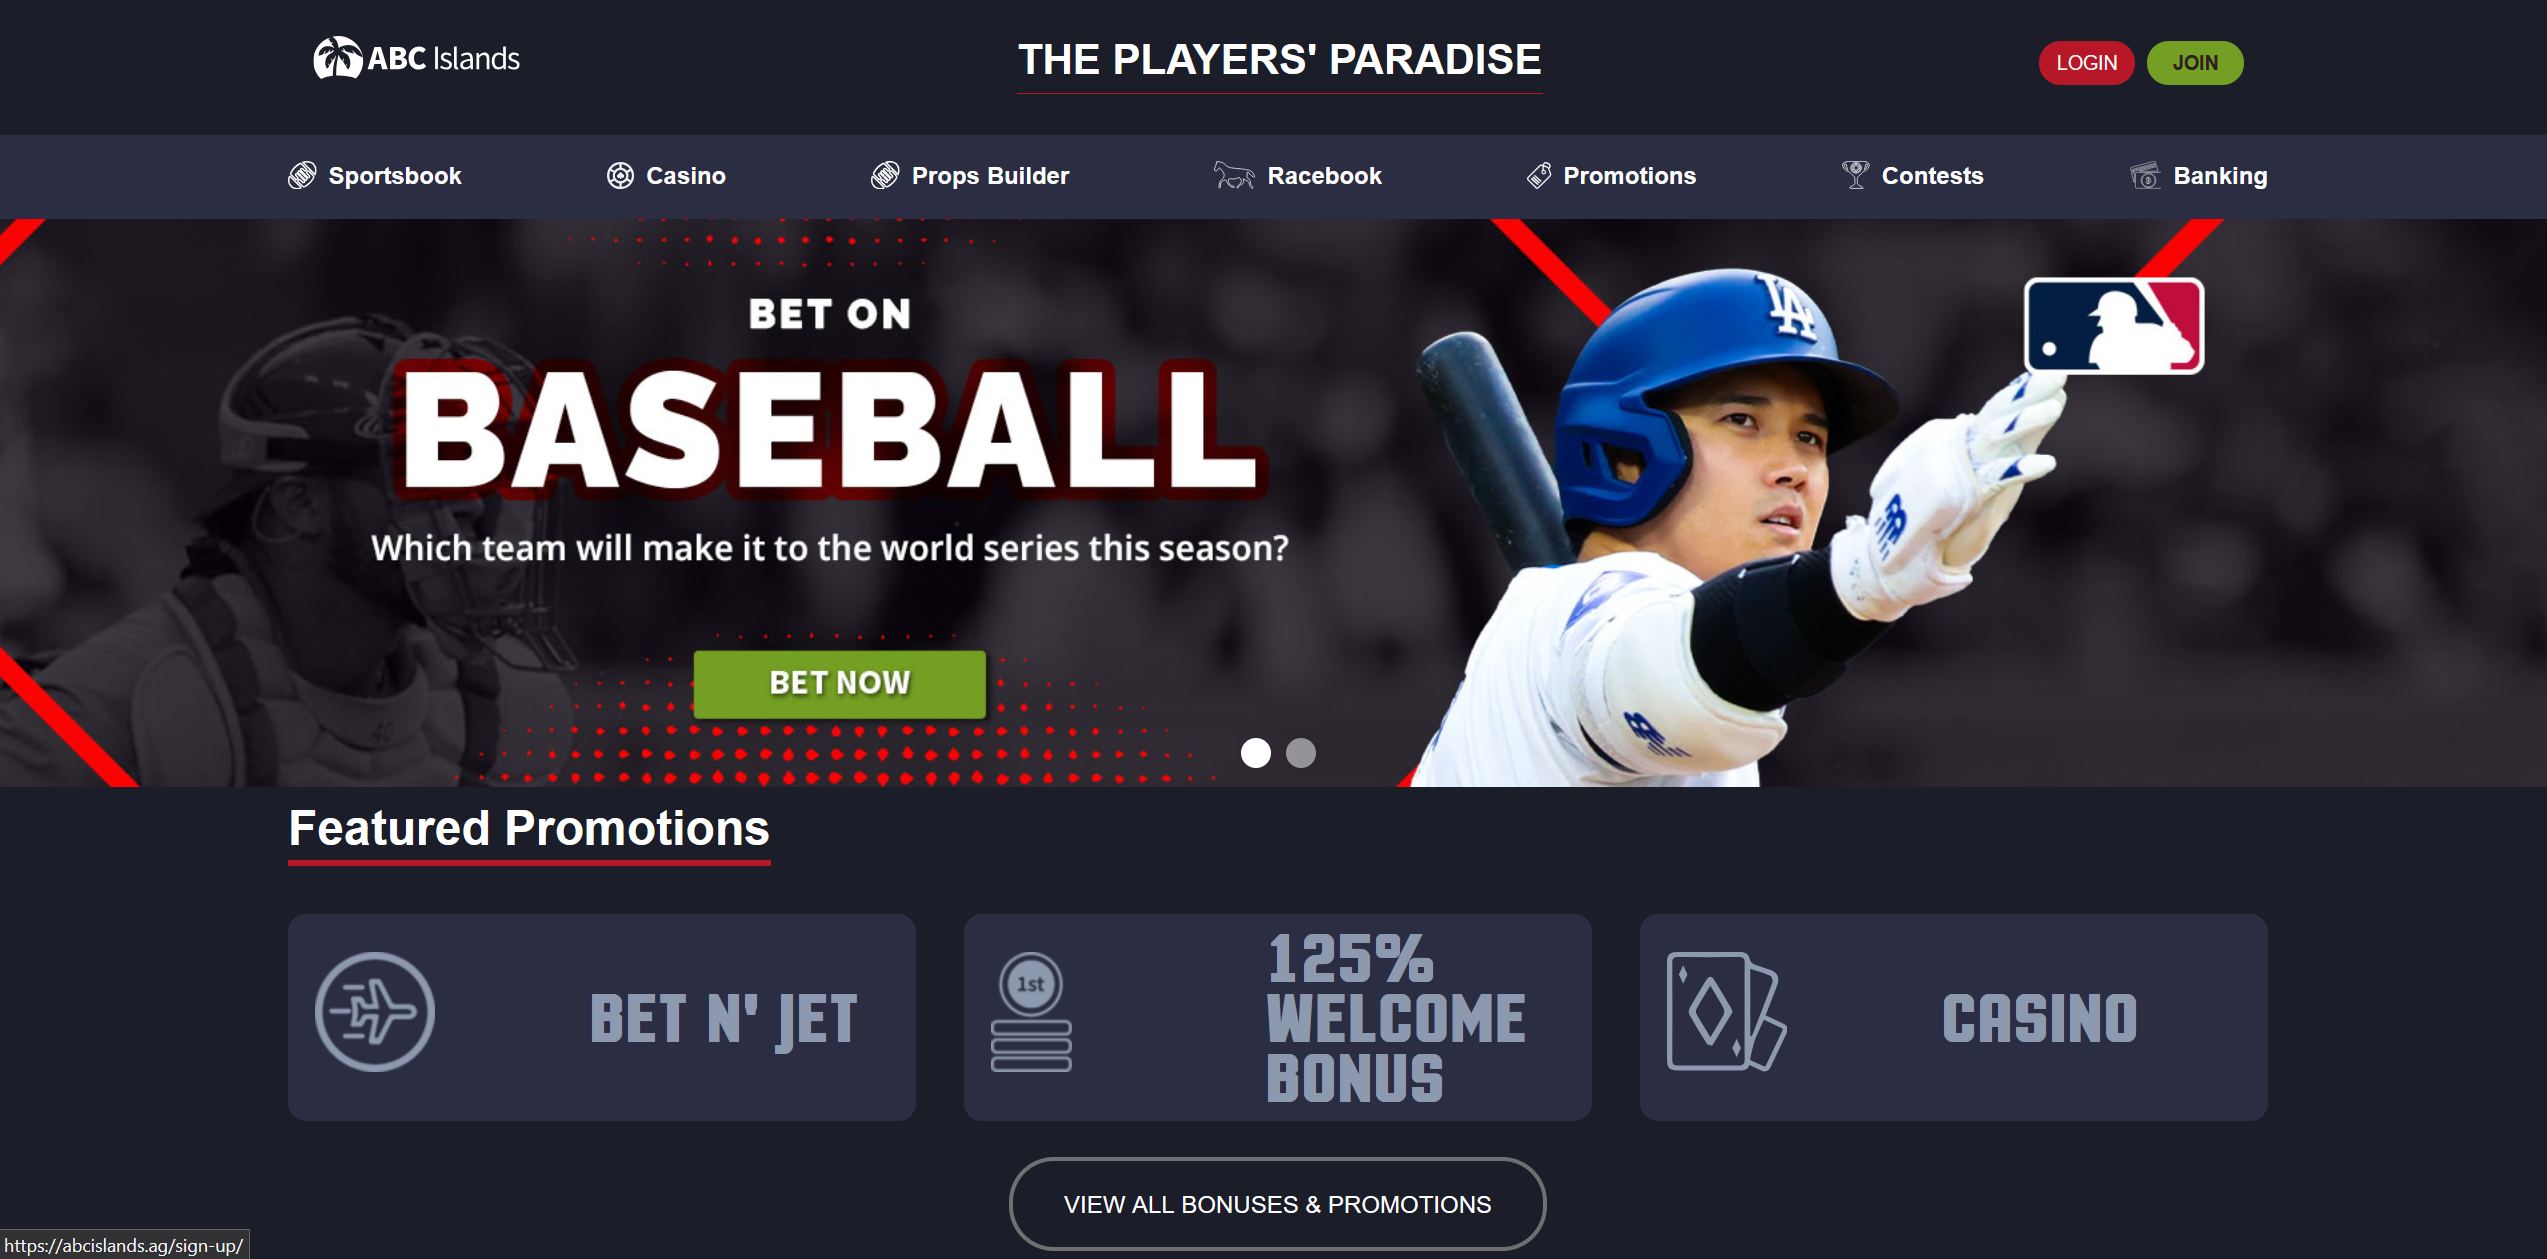 ABC Islands
THE PLAYERS' PARADISE
LOGIN
JOIN
Sportsbook
Casino
Props Builder
Racebook
Promotions
Contests
Banking
BET ON
BASEBALL
Which team will make it to the world series this season?
BET NOW
LA
40
Featured Promotions
BET N' JET
1st
125%
WELCOME
BONUS
CASINO
VIEW ALL BONUSES & PROMOTIONS
https://abcislands.ag/sign-up/